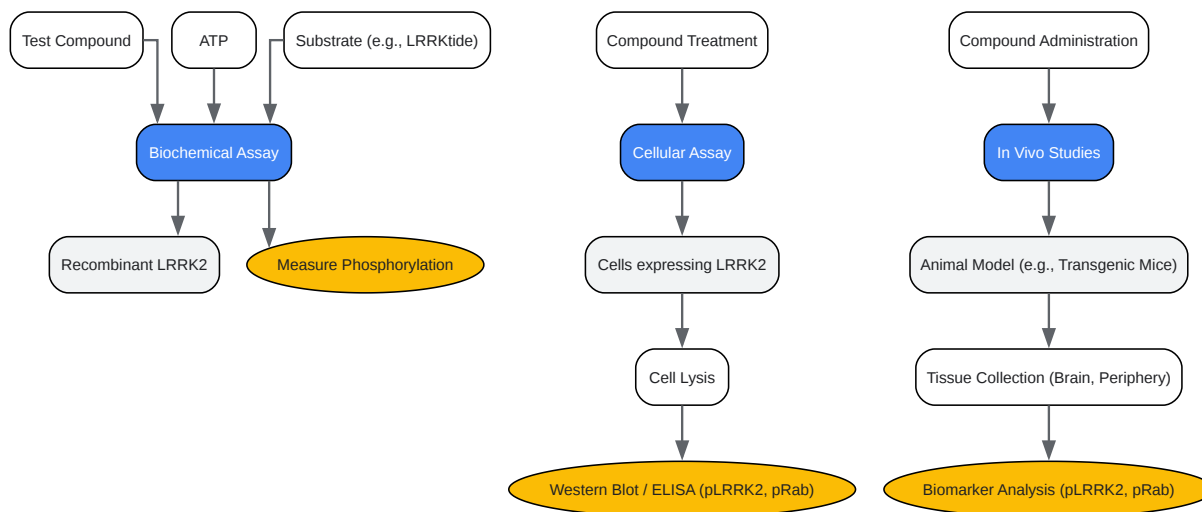 Test Compound
ATP
Substrate (e.g., LRRKtide)
Compound Treatment
Compound Administration
Biochemical Assay
Cellular Assay
In Vivo Studies
Recombinant LRRK2
Measure Phosphorylation
Cells expressing LRRK2
Animal Model (e.g., Transgenic Mice)
Cell Lysis
Tissue Collection (Brain, Periphery)
Western Blot / ELISA (pLRRK2, pRab)
Biomarker Analysis (pLRRK2, pRab)